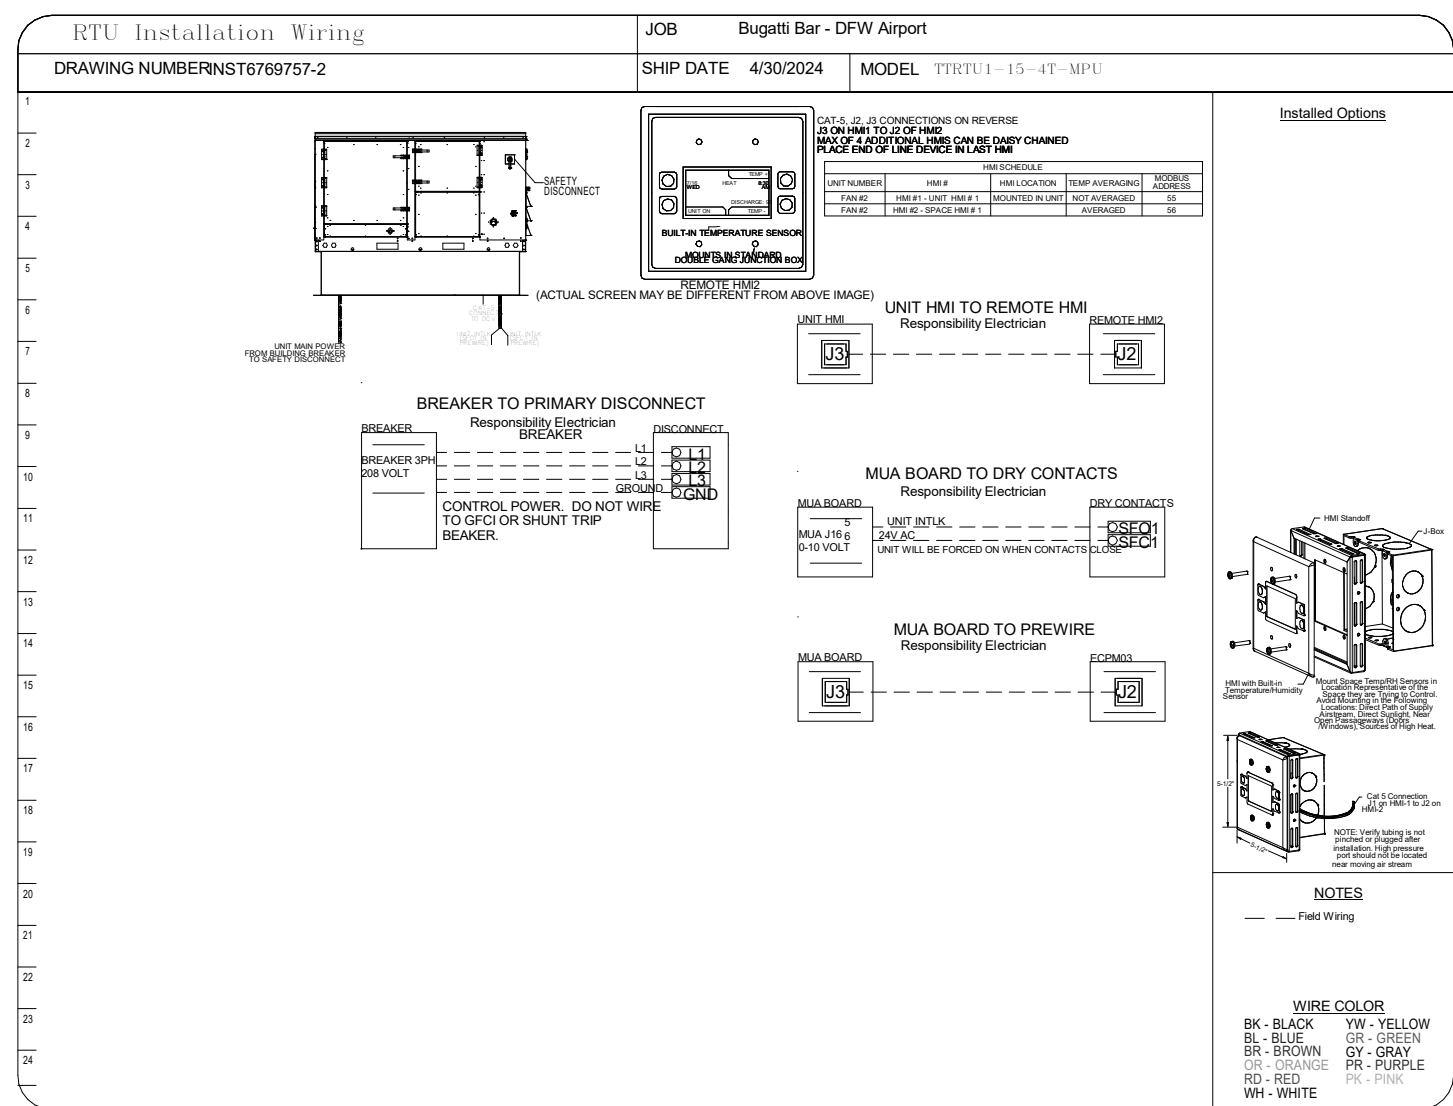 RTU Installation Wiring
JOB Bugatti Bar - DFW Airport
DRAWING NUMBER INST6769757-2
SHIP DATE 4/30/2024
MODEL TTRTU1-15-4T-MPU
1
2
3
4
5
6
7
8
9
10
11
12
13
14
15
16
17
18
19
20
21
22
23
24
SAFETY
DISCONNECT
UNIT MAIN POWER
FROM BUILDING BREAKER
TO SAFETY DISCONNECT
TEMP +
WED
HEAT
UNIT ON
TEMP -
BUILT-IN TEMPERATURE SENSOR
MOUNTS IN STANDARD
DOUBLE GANG JUNCTION BOX
REMOTE HMI2
(ACTUAL SCREEN MAY BE DIFFERENT FROM ABOVE IMAGE)
CAT-5, J2, J3 CONNECTIONS ON REVERSE
J3 ON HMI1 TO J2 OF HMI2
MAX OF 4 ADDITIONAL HMIS CAN BE DAISY CHAINED
PLACE END OF LINE DEVICE IN LAST HMI
HMI SCHEDULE
UNIT NUMBER HMI # HMI LOCATION TEMP AVERAGING MODBUS ADDRESS
FAN #2 HMI #1 - UNIT HMI # 1 MOUNTED IN UNIT NOT AVERAGED 55
FAN #2 HMI #2 - SPACE HMI # 1 AVERAGED 56
UNIT HMI TO REMOTE HMI
Responsibility Electrician
UNIT HMI REMOTE HMI2
J3 J2
BREAKER TO PRIMARY DISCONNECT
Responsibility Electrician
BREAKER
BREAKER DISCONNECT
BREAKER 3PH
208 VOLT
L1 L1
L2 L2
L3 L3
GROUND GND
CONTROL POWER. DO NOT WIRE
TO GFCI OR SHUNT TRIP
BEAKER.
MUA BOARD TO DRY CONTACTS
Responsibility Electrician
MUA BOARD DRY CONTACTS
MUA J16
0-10 VOLT
5 UNIT INTLK SFO1
6 24V AC SFC1
UNIT WILL BE FORCED ON WHEN CONTACTS CLOSE
MUA BOARD TO PREWIRE
Responsibility Electrician
MUA BOARD ECPM03
J3 J2
Installed Options
HMI Standoff
J-Box
HMI with Built-in
Temperature/Humidity
Sensor
Mount Space Temp/RH Sensors in
Location Representative of the
Space they are Trying to Control.
Avoid Mounting in the Following
Locations: Direct Path of Supply
Airstream, Direct Sunlight, Near
Open Passageways (Doors
/Windows), Sources of High Heat.
5-1/2"
5-1/2"
Cat 5 Connection
J1 on HMI-1 to J2 on
HMI-2
NOTE: Verify tubing is not
pinched or plugged after
installation. High pressure
port should not be located
near moving air stream
NOTES
Field Wiring
WIRE COLOR
BK - BLACK YW - YELLOW
BL - BLUE GR - GREEN
BR - BROWN GY - GRAY
OR - ORANGE PR - PURPLE
RD - RED PK - PINK
WH - WHITE